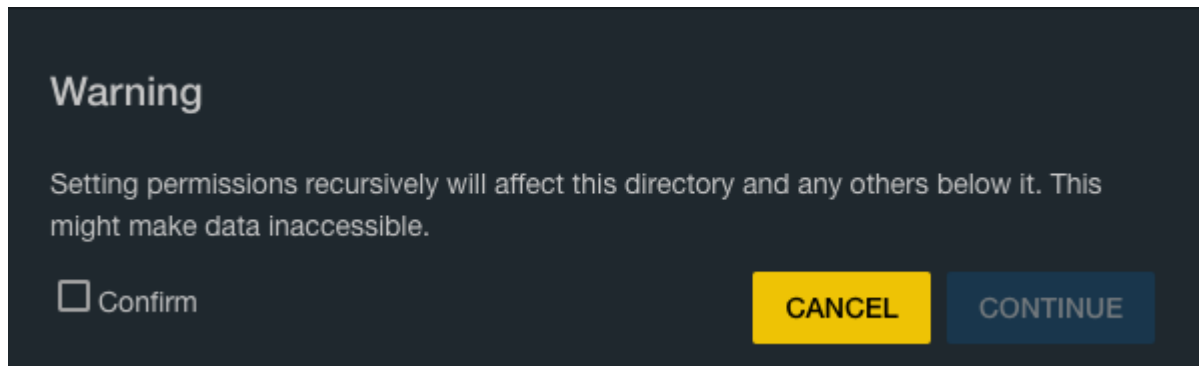 Warning
Setting permissions recursively will affect this directory and any others below it. This
might make data inaccessible.
Confirm
CANCEL
CONTINUE